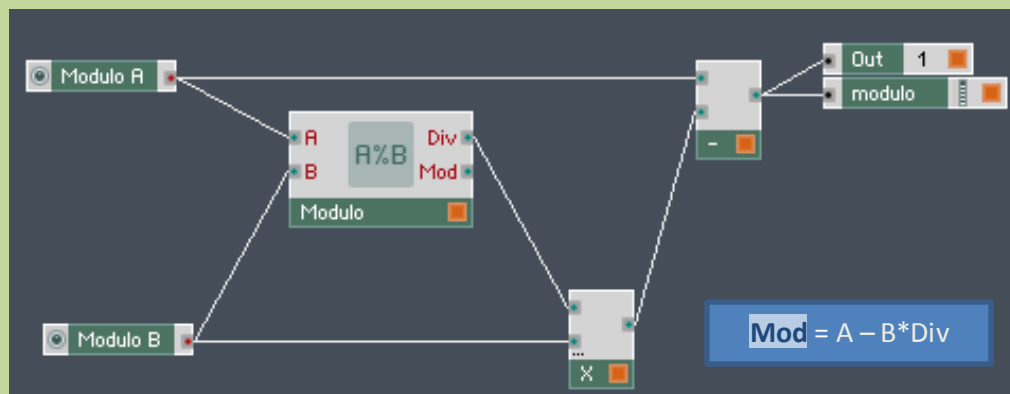 Modulo A
Out 1
modulo
A Div
A%B
B Mod
Modulo
-
Modulo B
...
X
Mod = A – B*Div